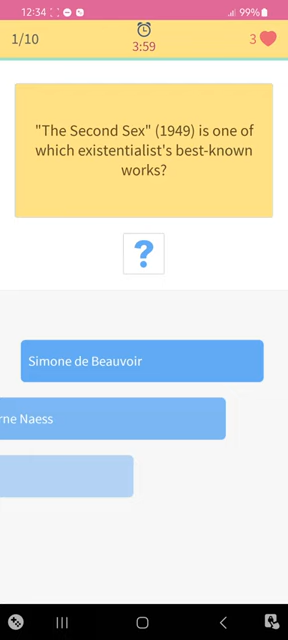 12:34 99%
1/10
3:59
3
"The Second Sex" (1949) is one of
which existentialist's best-known
works?
?
Simone de Beauvoir
rne Naess